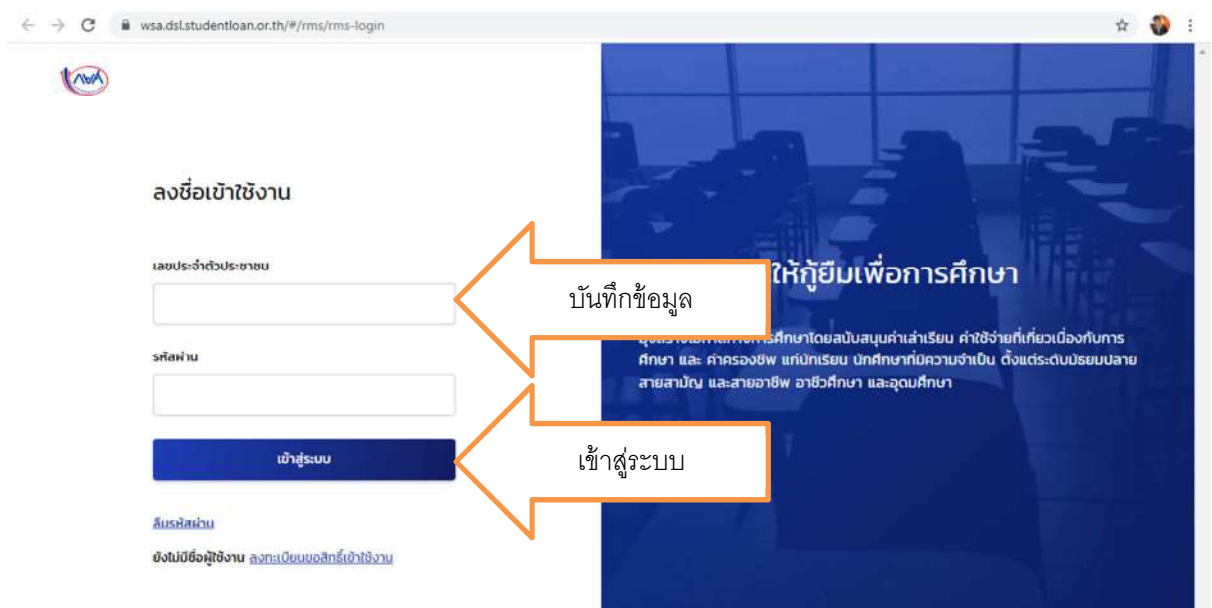 wsa.dsl.studentloan.or.th/#/rms/rms-login
กยศ
ลงชื่อเข้าใช้งาน
เลขประจำตัวประชาชน
บันทึกข้อมูล
รหัสผ่าน
เข้าสู่ระบบ
เข้าสู่ระบบ
ลืมรหัสผ่าน
ยังไม่มีชื่อผู้ใช้งาน ลงทะเบียนขอสิทธิ์เข้าใช้งาน
ให้กู้ยืมเพื่อการศึกษา
การศึกษาโดยสนับสนุนค่าเล่าเรียน ค่าใช้จ่ายที่เกี่ยวเนื่องกับการ
ศึกษา และ ค่าครองชีพ แก่นักเรียน นักศึกษาที่มีความจำเป็น ตั้งแต่ระดับมัธยมปลาย
สายสามัญ และสายอาชีพ อาชีวศึกษา และอุดมศึกษา